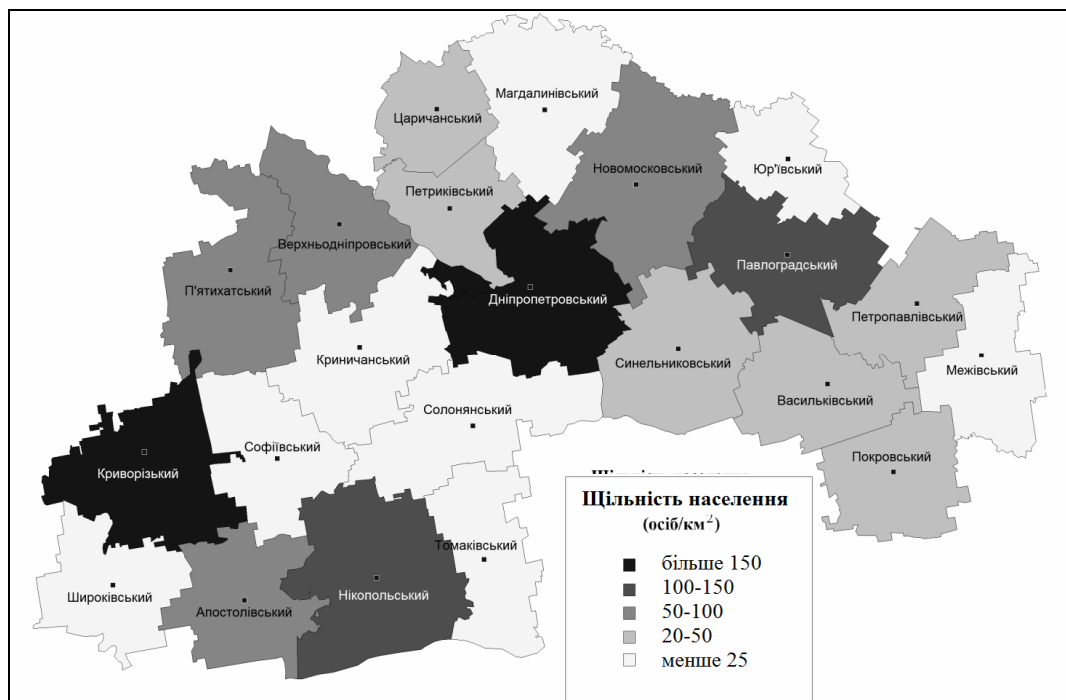 Магдалинівський
Царичанський
Новомосковський
Юр'ївський
Петриківський
Верхньодніпровський
Павлоградський
П'ятихатський
Дніпропетровський
Петропавлівський
Криничанський
Синельниковський
Межівський
Васильківський
Солонянський
Софіївський
Покровський
Криворізький
Томаківський
Широківський
Нікопольський
Апостолівський
Щільність населення
(осіб/км²)
більше 150
100-150
50-100
20-50
менше 25